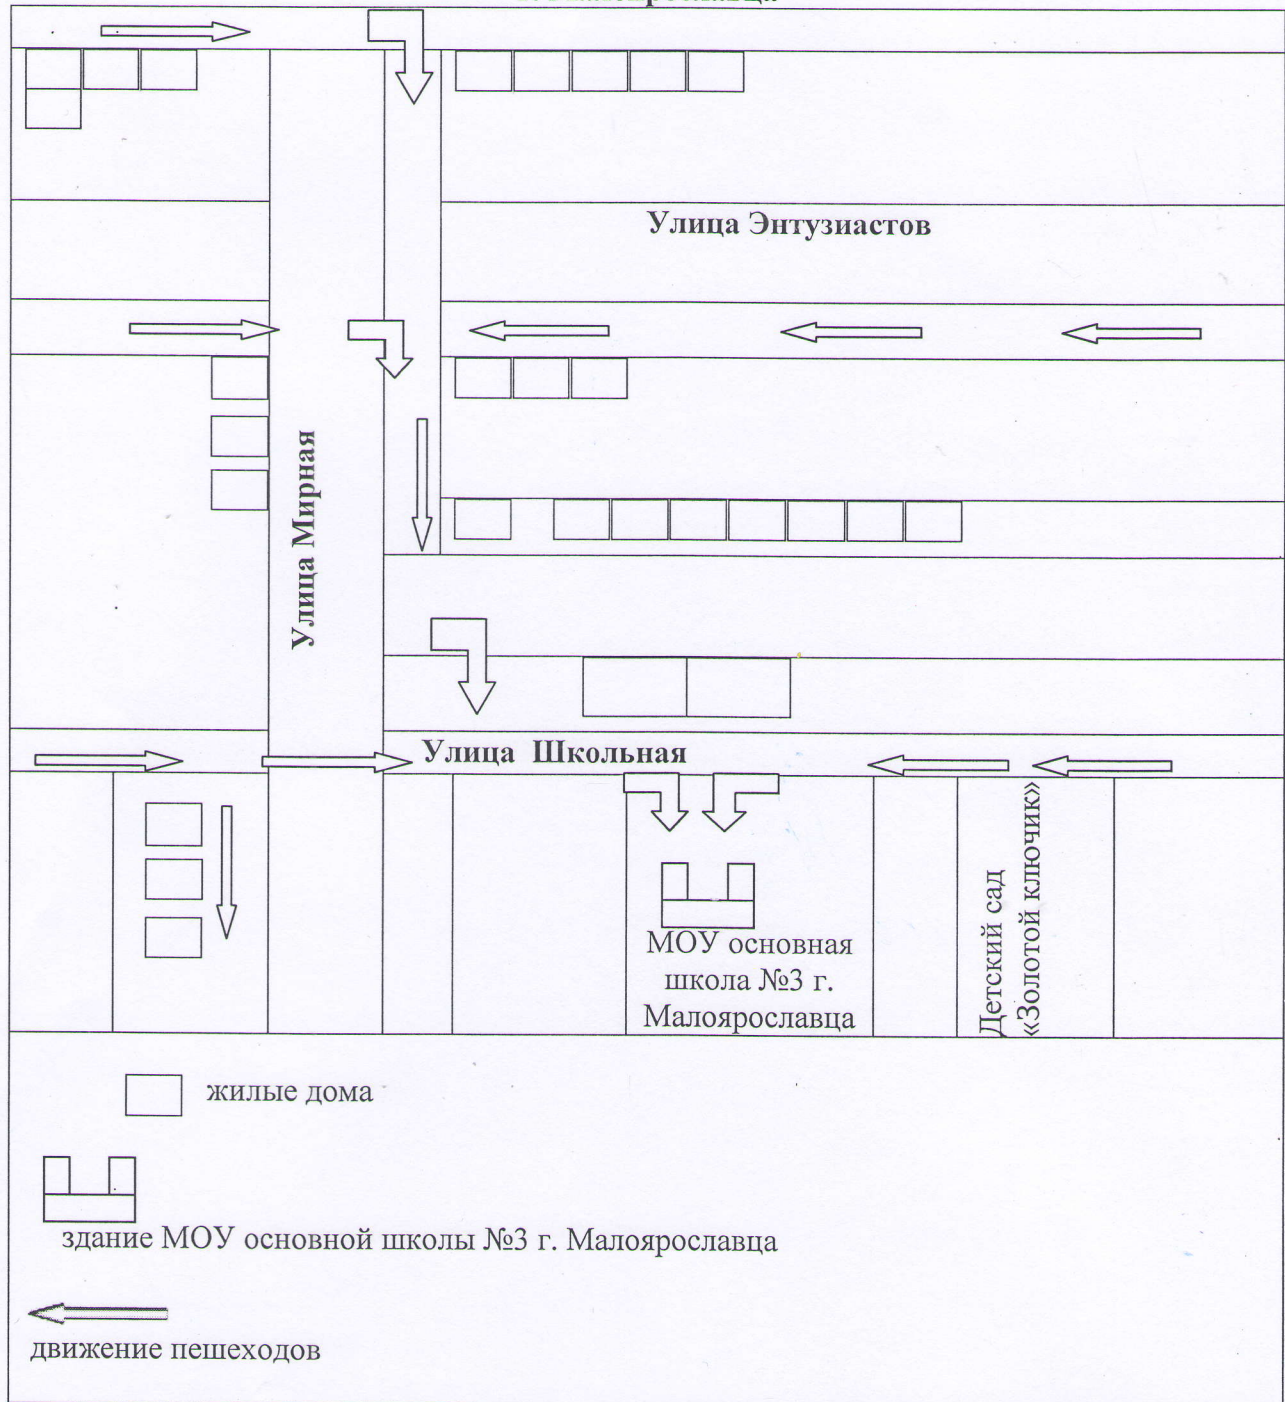 Улица Энтузиастов
Улица Мирная
Улица Школьная
МОУ основная
школа №3 г.
Малоярославца
Детский сад
«Золотой ключик»
жилые дома
здание МОУ основной школы №3 г. Малоярославца
движение пешеходов